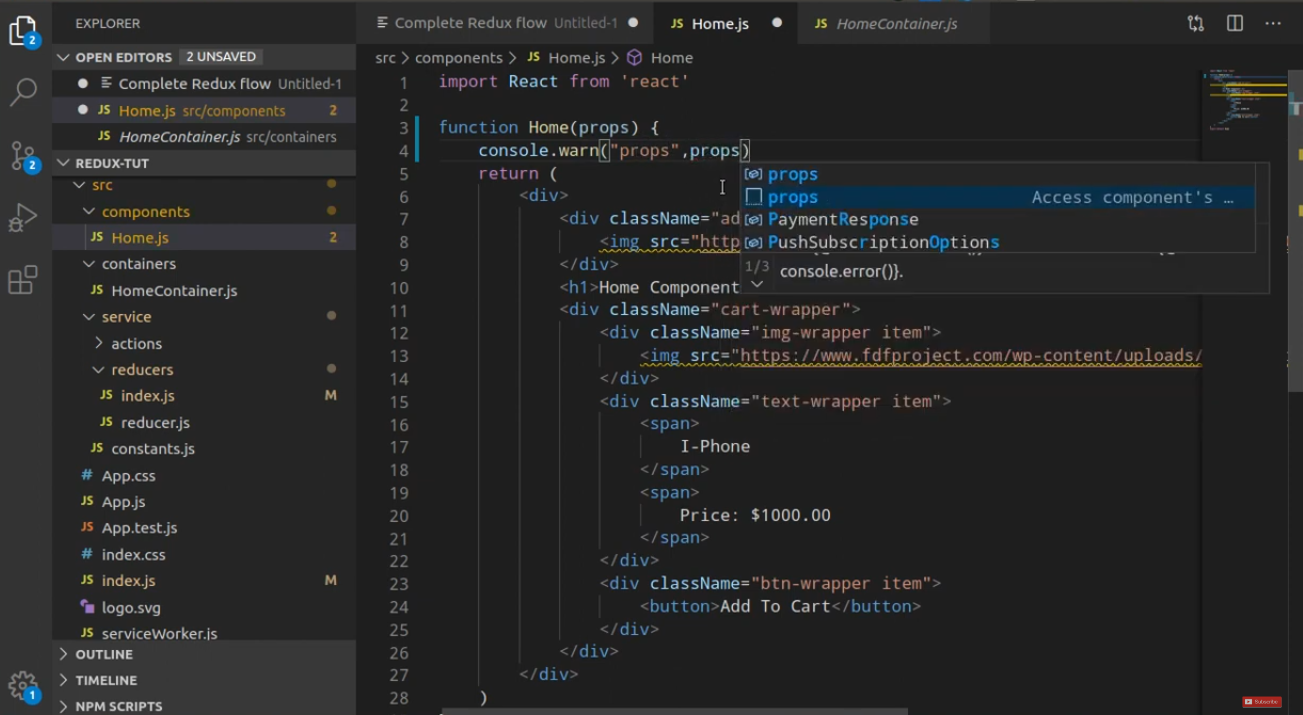 EXPLORER
Complete Redux flow Untitled-1
JS Home.js
JS HomeContainer.js
OPEN EDITORS 2 UNSAVED
src > components > JS Home.js > Home
Complete Redux flow Untitled-1
JS Home.js src/components 2
JS HomeContainer.js src/containers
REDUX-TUT
src
components
JS Home.js 2
containers
JS HomeContainer.js
service
actions
reducers
JS index.js M
JS reducer.js
JS constants.js
# App.css
JS App.js
JS App.test.js
# index.css
JS index.js M
logo.svg
JS serviceWorker.js
OUTLINE
TIMELINE
NPM SCRIPTS
2
2
1
1 import React from 'react'
2
3 function Home(props) {
4 console.warn("props",props)
5 return (
6 <div>
7 <div className="ad
8 <img src="http
9 </div>
10 <h1>Home Component
11 <div className="cart-wrapper">
12 <div className="img-wrapper item">
13 <img src="https://www.fdfproject.com/wp-content/uploads/
14 </div>
15 <div className="text-wrapper item">
16 <span>
17 I-Phone
18 </span>
19 <span>
20 Price: $1000.00
21 </span>
22 </div>
23 <div className="btn-wrapper item">
24 <button>Add To Cart</button>
25 </div>
26 </div>
27 </div>
28 )
props
props Access component's …
PaymentResponse
PushSubscriptionOptions
1/3 console.error()}.
Subscribe